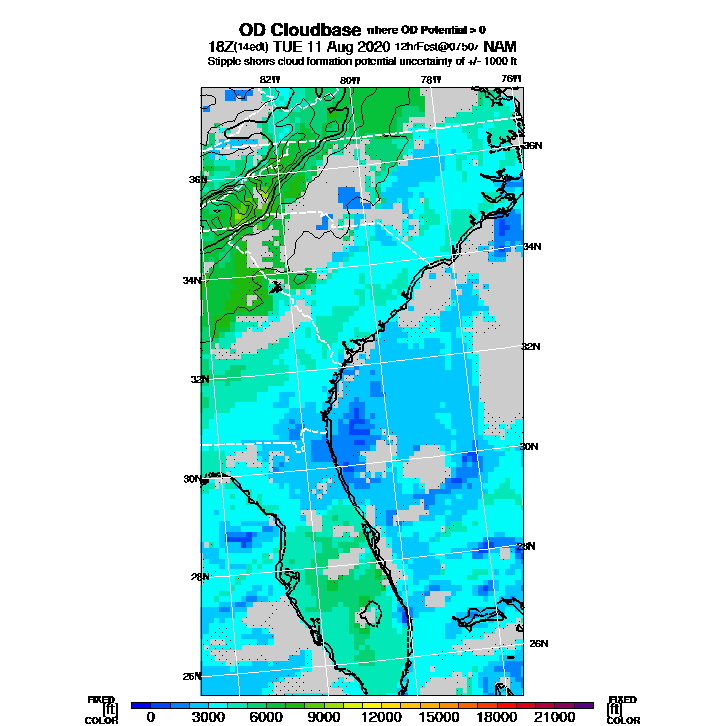 OD Cloudbase where OD Potential > 0
18Z(14edt) TUE 11 Aug 2020 12hrFcst@0750z NAM
Stipple shows cloud formation potential uncertainty of +/- 1000 ft
82W 80W 78W 76W
36N 36N
34N 34N
32N 32N
30N 30N
28N 28N
26N 26N
FIXED FIXED
[ft] [ft]
COLOR 0 3000 6000 9000 12000 15000 18000 21000 COLOR